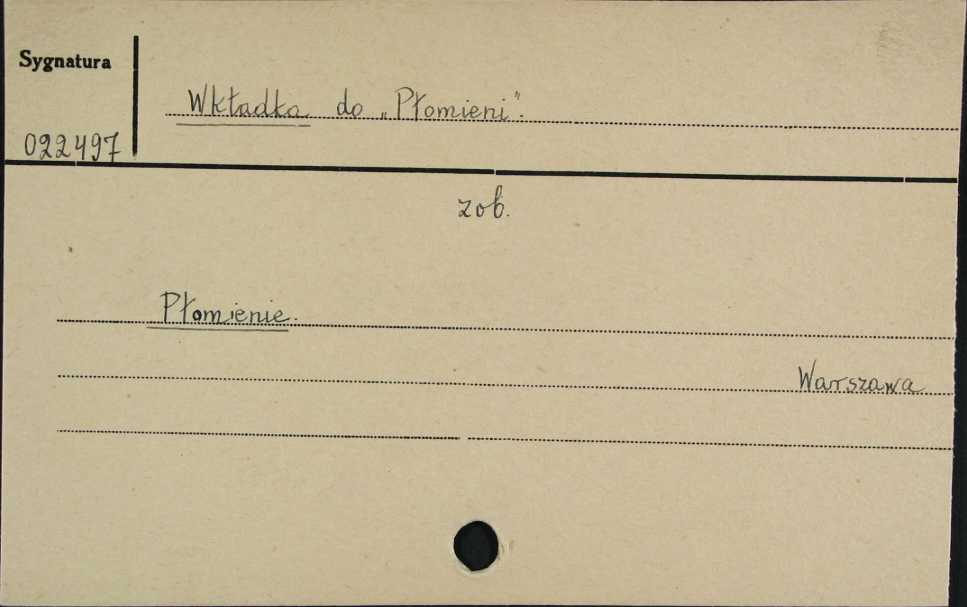 Sygnatura
Wkładka do „Płomieni".
022497
zob.
Płomienie.
Warszawa